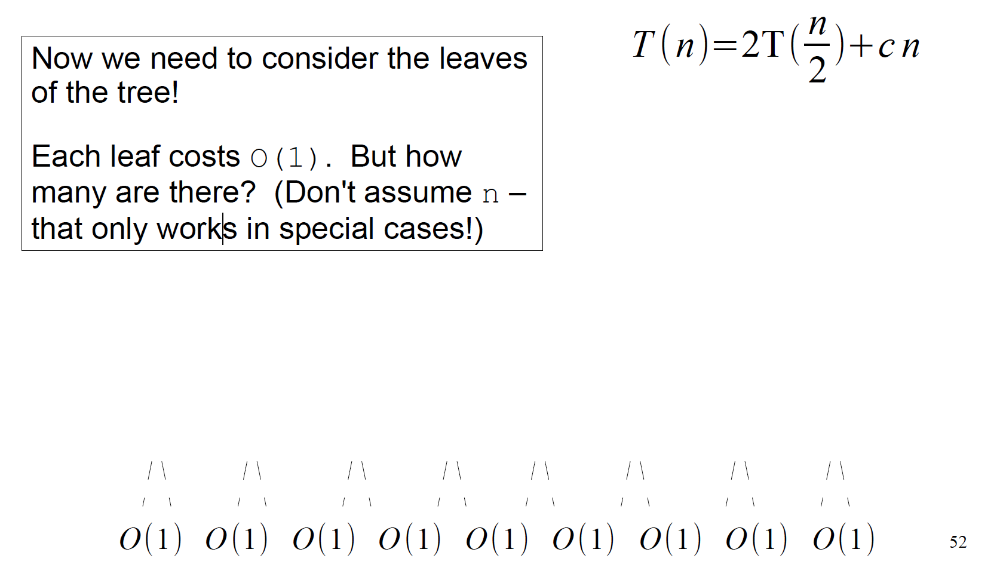 T(n)=2T(n/2)+c n
Now we need to consider the leaves
of the tree!
Each leaf costs O(1). But how
many are there? (Don't assume n –
that only works in special cases!)
O(1) O(1) O(1) O(1) O(1) O(1) O(1) O(1) O(1)
52